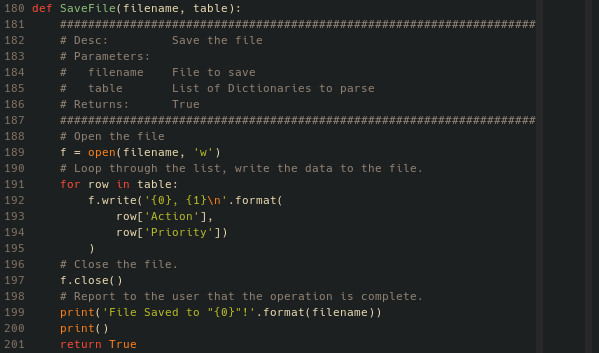 180 def SaveFile(filename, table):
181     ####################################################################
182     # Desc:         Save the file
183     # Parameters:
184     #   filename    File to save
185     #   table       List of Dictionaries to parse
186     # Returns:      True
187     ####################################################################
188     # Open the file
189     f = open(filename, 'w')
190     # Loop through the list, write the data to the file.
191     for row in table:
192         f.write('{0}, {1}\n'.format(
193             row['Action'],
194             row['Priority'])
195         )
196     # Close the file.
197     f.close()
198     # Report to the user that the operation is complete.
199     print('File Saved to "{0}"!'.format(filename))
200     print()
201     return True